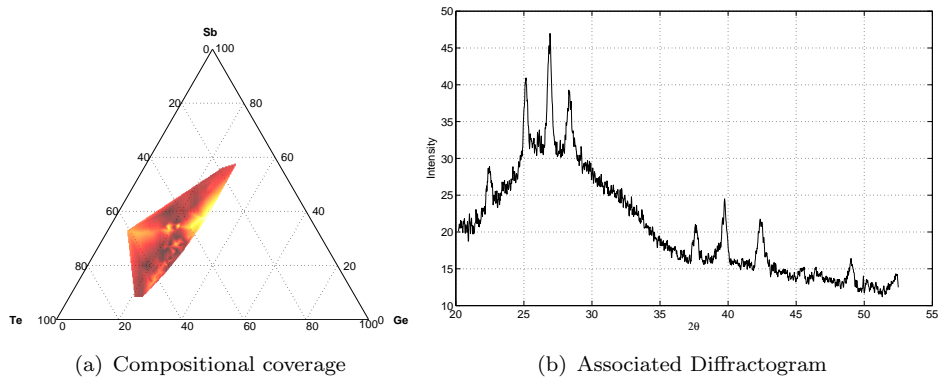 Sb
0 100
20 80
40 60
60 40
80 20
Te 100 0 Ge
0 20 40 60 80 100
(a) Compositional coverage
50
45
40
35
30
25
20
15
10
Intensity
20 25 30 35 40 45 50 55
2θ
(b) Associated Diffractogram